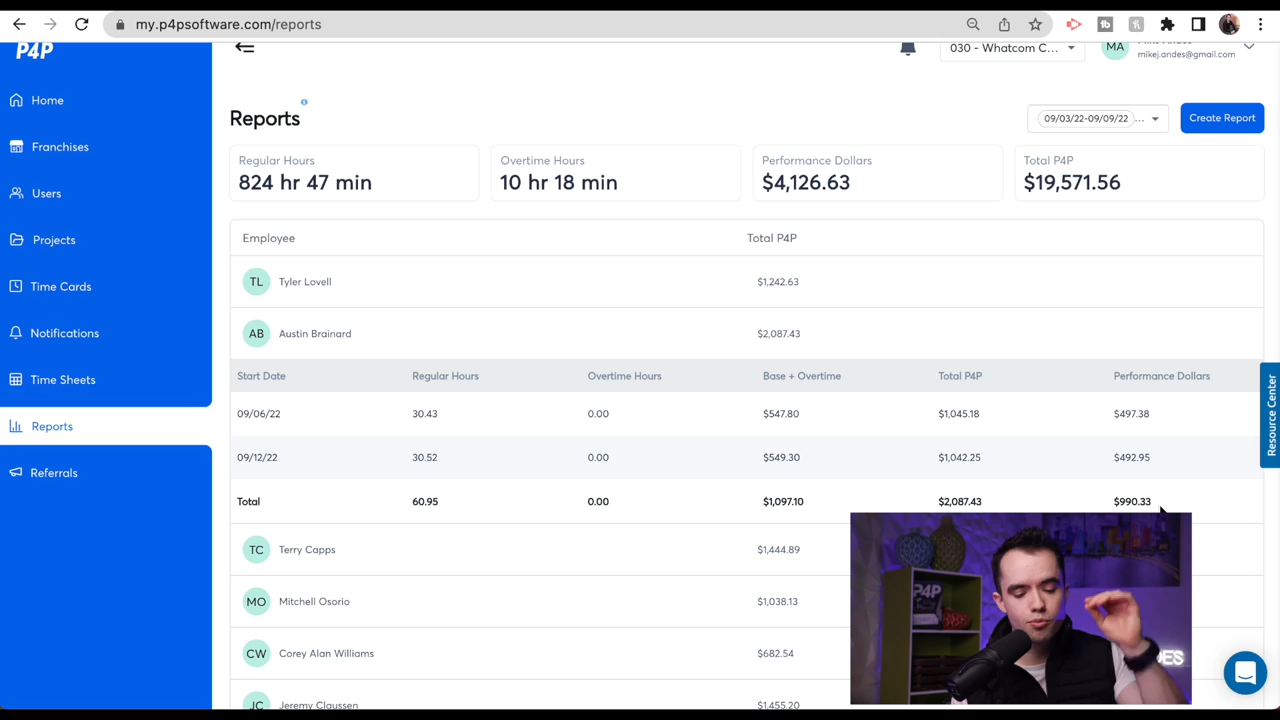 my.p4psoftware.com/reports
P4P
030 - Whatcom C...
MA
mikej.andes@gmail.com
Home
Franchises
Users
Projects
Time Cards
Notifications
Time Sheets
Reports
Referrals
Reports
09/03/22-09/09/22 ...
Create Report
Regular Hours
824 hr 47 min
Overtime Hours
10 hr 18 min
Performance Dollars
$4,126.63
Total P4P
$19,571.56
Employee Total P4P
TL Tyler Lovell $1,242.63
AB Austin Brainard $2,087.43
Start Date Regular Hours Overtime Hours Base + Overtime Total P4P Performance Dollars
09/06/22 30.43 0.00 $547.80 $1,045.18 $497.38
09/12/22 30.52 0.00 $549.30 $1,042.25 $492.95
Total 60.95 0.00 $1,097.10 $2,087.43 $990.33
TC Terry Capps $1,444.89
MO Mitchell Osorio $1,038.13
CW Corey Alan Williams $682.54
JC Jeremy Claussen $1,455.20
Resource Center
P4P
DES